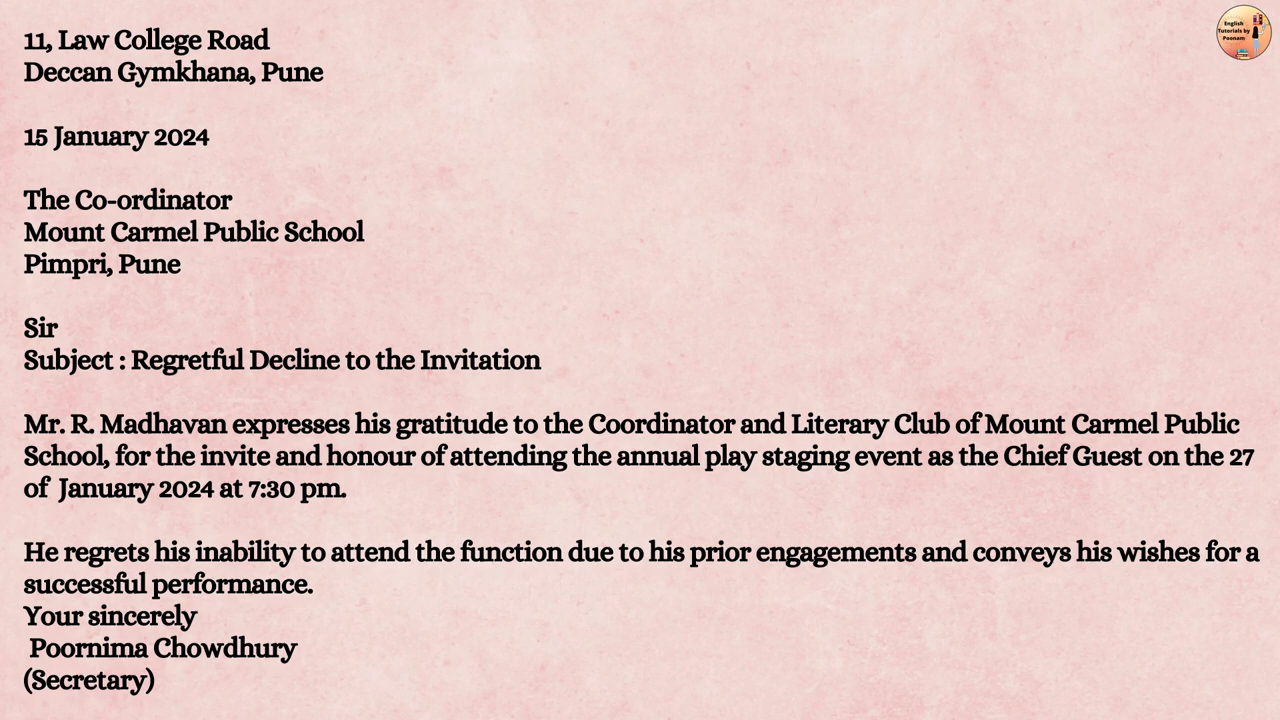 11, Law College Road
Deccan Gymkhana, Pune
15 January 2024
The Co-ordinator
Mount Carmel Public School
Pimpri, Pune
Sir
Subject : Regretful Decline to the Invitation
Mr. R. Madhavan expresses his gratitude to the Coordinator and Literary Club of Mount Carmel Public
School, for the invite and honour of attending the annual play staging event as the Chief Guest on the 27
of  January 2024 at 7:30 pm.
He regrets his inability to attend the function due to his prior engagements and conveys his wishes for a
successful performance.
Your sincerely
Poornima Chowdhury
(Secretary)
English
Tutorials by
Poonam